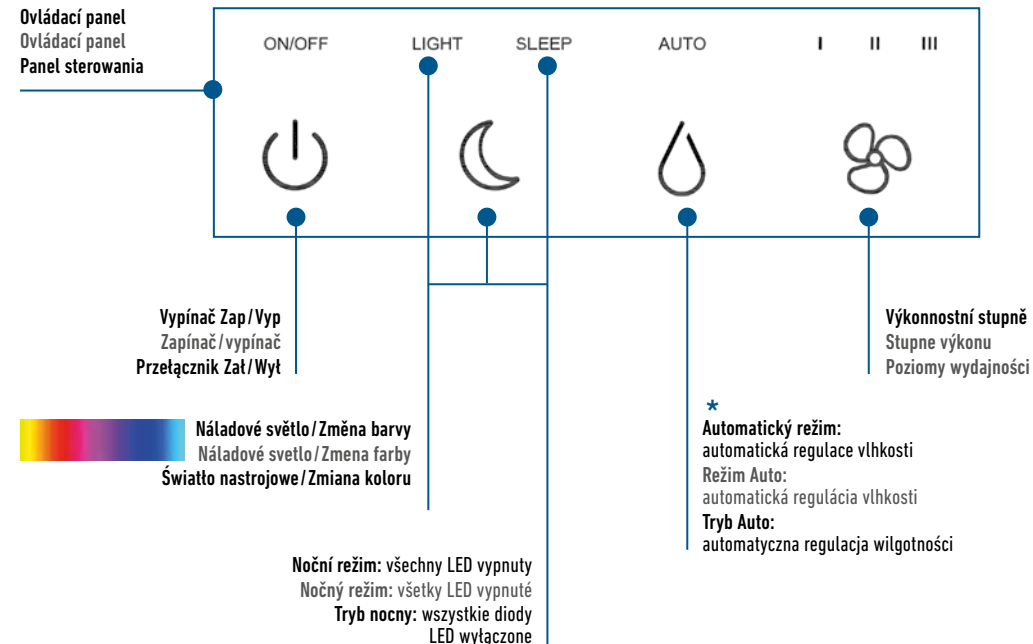 Ovládací panel
Ovládací panel
Panel sterowania
ON/OFF LIGHT SLEEP AUTO I II III
Vypínač Zap/Vyp
Zapínač/vypínač
Przełącznik Zał/Wył
Výkonnostní stupně
Stupne výkonu
Poziomy wydajności
Náladové světlo/Změna barvy
Náladové svetlo/Zmena farby
Światło nastrojowe/Zmiana koloru
*
Automatický režim:
automatická regulace vlhkosti
Režim Auto:
automatická regulácia vlhkosti
Tryb Auto:
automatyczna regulacja wilgotności
Noční režim: všechny LED vypnuty
Nočný režim: všetky LED vypnuté
Tryb nocny: wszystkie diody
LED wyłączone